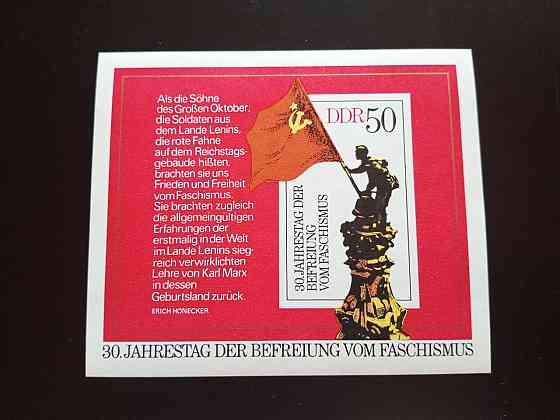 Als die Söhne
des Großen Oktober,
die Soldaten aus
dem Lande Lenins,
die rote Fahne
auf dem Reichstags-
gebäude hißten,
brachten sie uns
Frieden und Freiheit
vom Faschismus.
Sie brachten zugleich
die allgemeingültigen
Erfahrungen der
erstmalig in der Welt
im Lande Lenins sieg-
reich verwirklichten
Lehre von Karl Marx
in dessen
Geburtsland zurück.
ERICH HONECKER
DDR 50
30. JAHRESTAG DER
BEFREIUNG
VOM FASCHISMUS
30. JAHRESTAG DER BEFREIUNG VOM FASCHISMUS